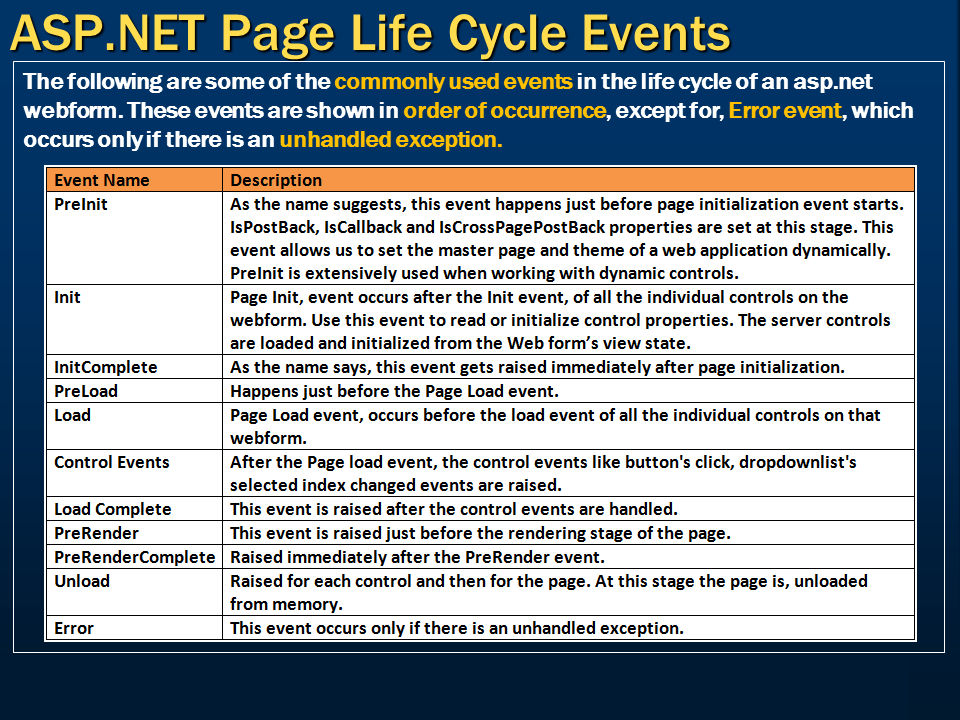 ASP.NET Page Life Cycle Events
The following are some of the commonly used events in the life cycle of an asp.net
webform. These events are shown in order of occurrence, except for, Error event, which
occurs only if there is an unhandled exception.
Event Name Description
PreInit As the name suggests, this event happens just before page initialization event starts.
IsPostBack, IsCallback and IsCrossPagePostBack properties are set at this stage. This
event allows us to set the master page and theme of a web application dynamically.
PreInit is extensively used when working with dynamic controls.
Init Page Init, event occurs after the Init event, of all the individual controls on the
webform. Use this event to read or initialize control properties. The server controls
are loaded and initialized from the Web form’s view state.
InitComplete As the name says, this event gets raised immediately after page initialization.
PreLoad Happens just before the Page Load event.
Load Page Load event, occurs before the load event of all the individual controls on that
webform.
Control Events After the Page load event, the control events like button's click, dropdownlist's
selected index changed events are raised.
Load Complete This event is raised after the control events are handled.
PreRender This event is raised just before the rendering stage of the page.
PreRenderComplete Raised immediately after the PreRender event.
Unload Raised for each control and then for the page. At this stage the page is, unloaded
from memory.
Error This event occurs only if there is an unhandled exception.